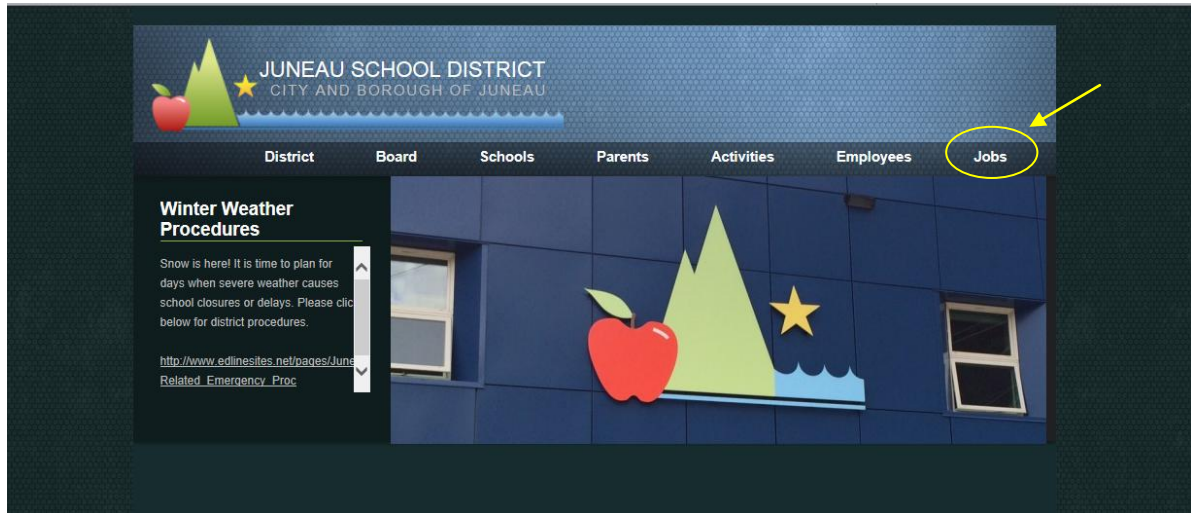 JUNEAU SCHOOL DISTRICT
CITY AND BOROUGH OF JUNEAU
District Board Schools Parents Activities Employees Jobs
Winter Weather
Procedures
Snow is here! It is time to plan for
days when severe weather causes
school closures or delays. Please clic
below for district procedures.
http://www.edlinesites.net/pages/June
Related_Emergency_Proc